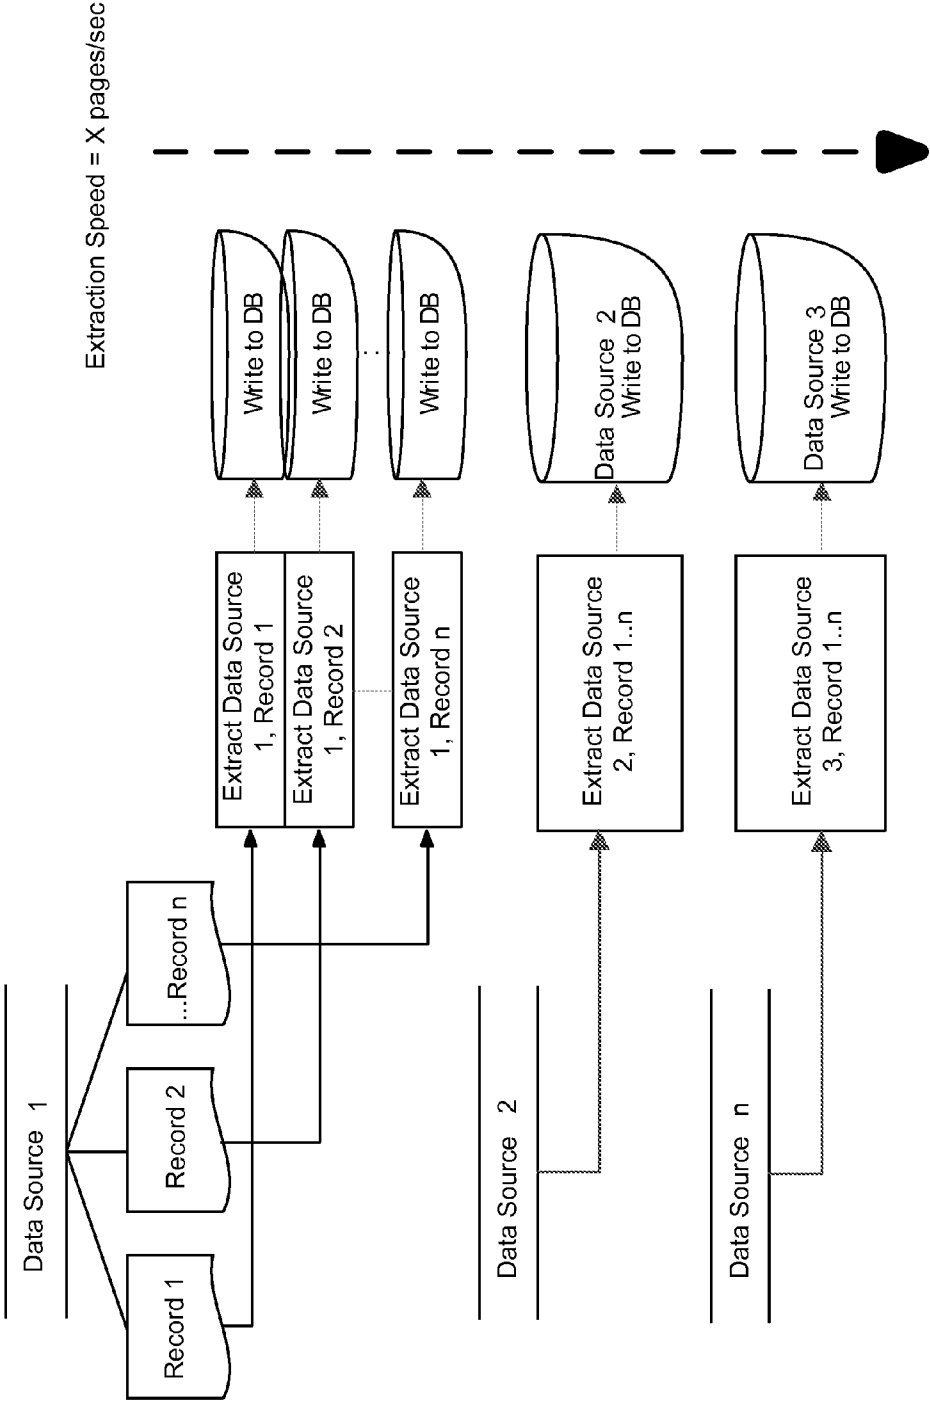 Data Source 1
Record 1
Record 2
...Record n
Extract Data Source
1, Record 1
Extract Data Source
1, Record 2
Extract Data Source
1, Record n
Write to DB
Write to DB
. . .
Write to DB
Extraction Speed = X pages/sec
Data Source 2
Extract Data Source
2, Record 1..n
Data Source 2
Write to DB
Data Source n
Extract Data Source
3, Record 1..n
Data Source 3
Write to DB